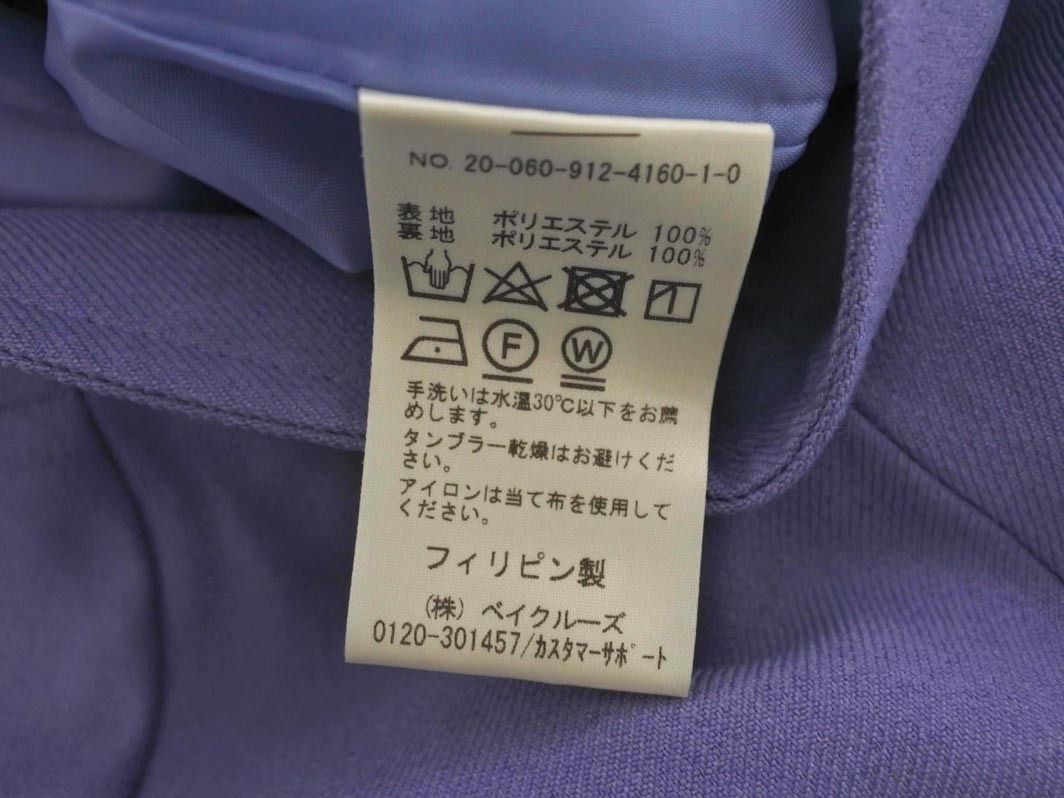 NO. 20-060-912-4160-1-0
表地 ポリエステル 100%
裏地 ポリエステル 100%
F W
手洗いは水温30℃以下をお薦
めします。
タンブラー乾燥はお避けくだ
さい。
アイロンは当て布を使用して
ください。
フィリピン製
(株) ベイクルーズ
0120-301457/カスタマーサポート